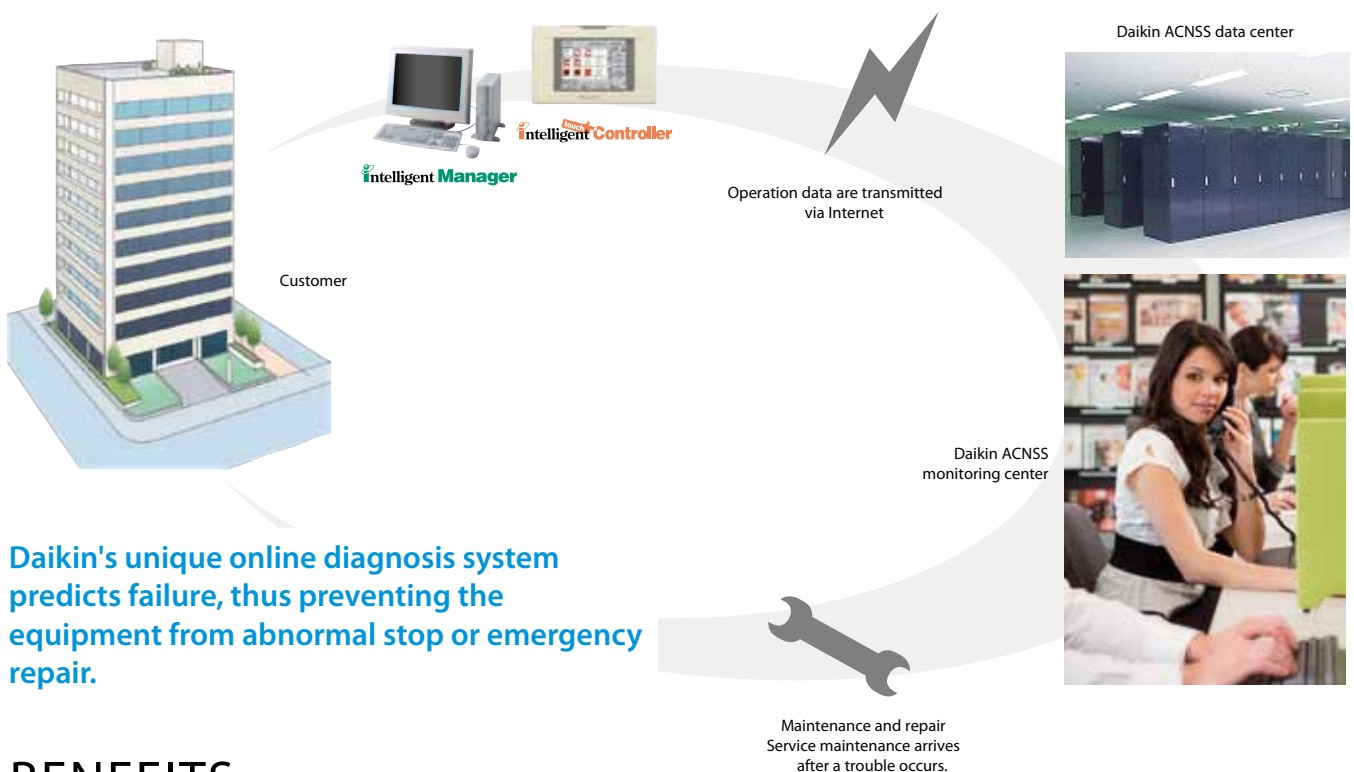 Daikin ACNSS data center
intelligent touch Controller
intelligent Manager
Operation data are transmitted
via Internet
Customer
Daikin ACNSS
monitoring center
Daikin's unique online diagnosis system
predicts failure, thus preventing the
equipment from abnormal stop or emergency
repair.
Maintenance and repair
Service maintenance arrives
after a trouble occurs.
BENEFITS